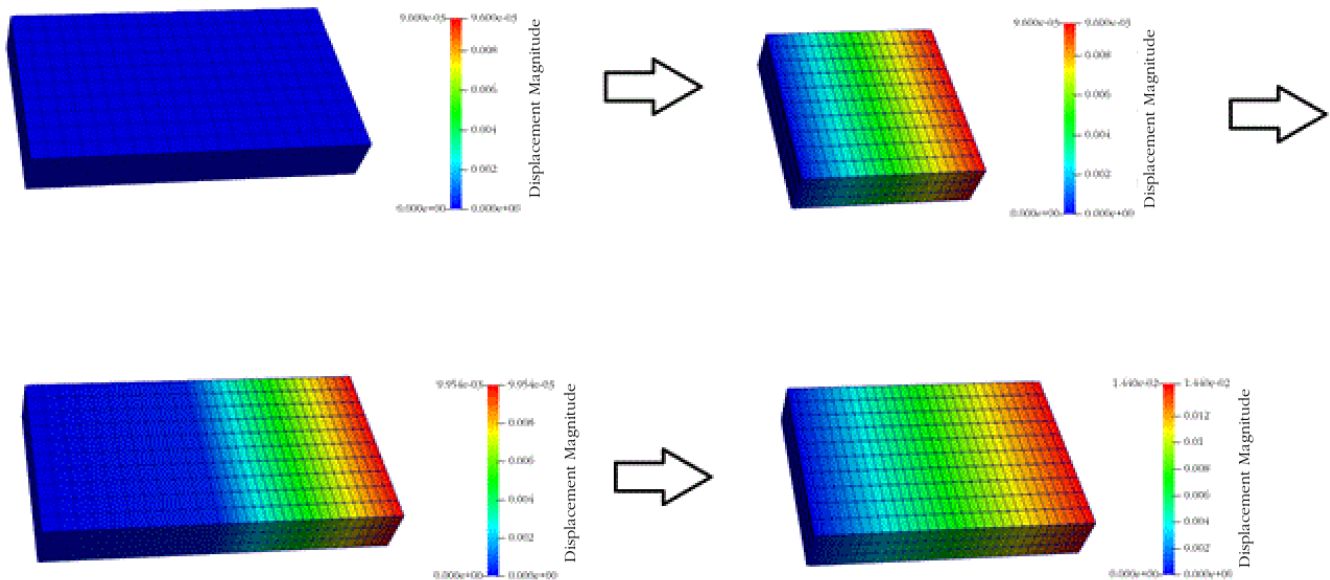 9.600e-03 9.600e-03
0.008
0.006
0.004
0.002
0.000e+00 0.000e+00
Displacement Magnitude
9.600e-03 9.600e-03
0.008
0.006
0.004
0.002
0.000e+00 0.000e+00
Displacement Magnitude
9.954e-03 9.954e-03
0.008
0.006
0.004
0.002
0.000e+00 0.000e+00
Displacement Magnitude
1.440e-02 1.440e-02
0.012
0.01
0.008
0.006
0.004
0.002
0.000e+00 0.000e+00
Displacement Magnitude